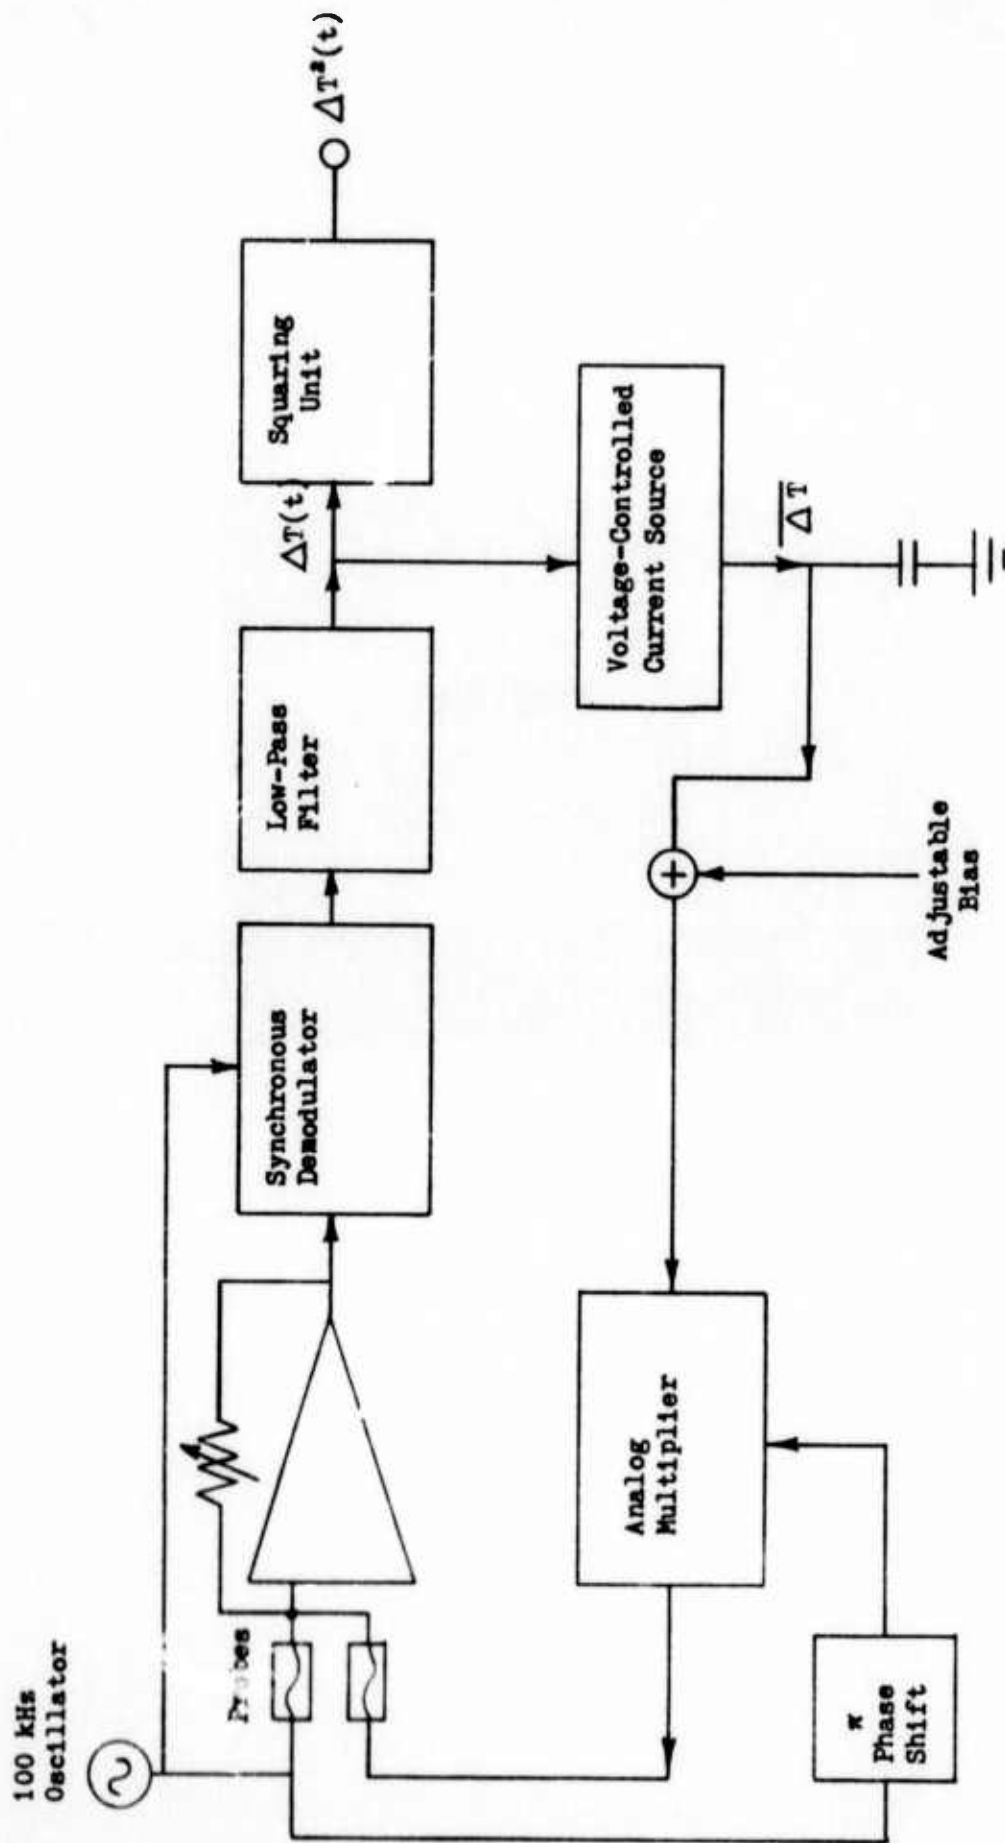 100 kHz
Oscillator
Probes
Synchronous
Demodulator
Low-Pass
Filter
ΔT(t)
Squaring
Unit
ΔT²(t)
Voltage-Controlled
Current Source
ΔT
+
Adjustable
Bias
Analog
Multiplier
π
Phase
Shift